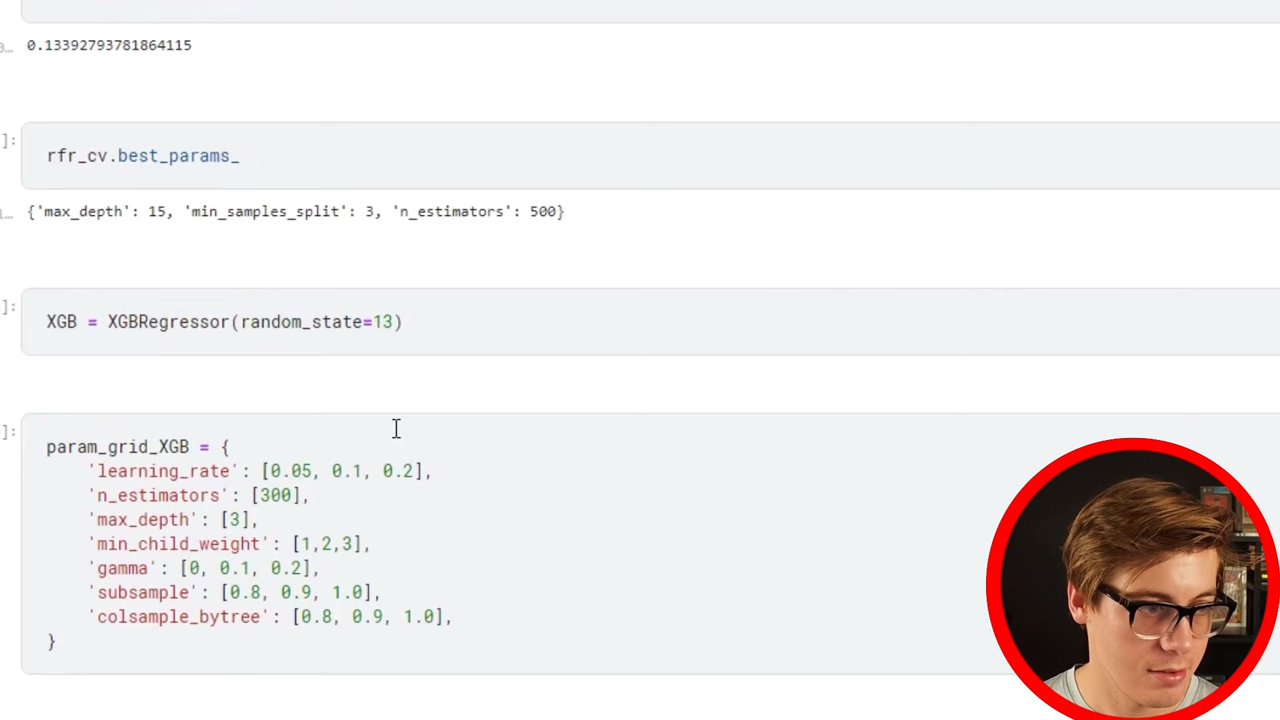 0.13392793781864115
]:
rfr_cv.best_params_
{'max_depth': 15, 'min_samples_split': 3, 'n_estimators': 500}
]:
XGB = XGBRegressor(random_state=13)
]:
param_grid_XGB = {
'learning_rate': [0.05, 0.1, 0.2],
'n_estimators': [300],
'max_depth': [3],
'min_child_weight': [1,2,3],
'gamma': [0, 0.1, 0.2],
'subsample': [0.8, 0.9, 1.0],
'colsample_bytree': [0.8, 0.9, 1.0],
}